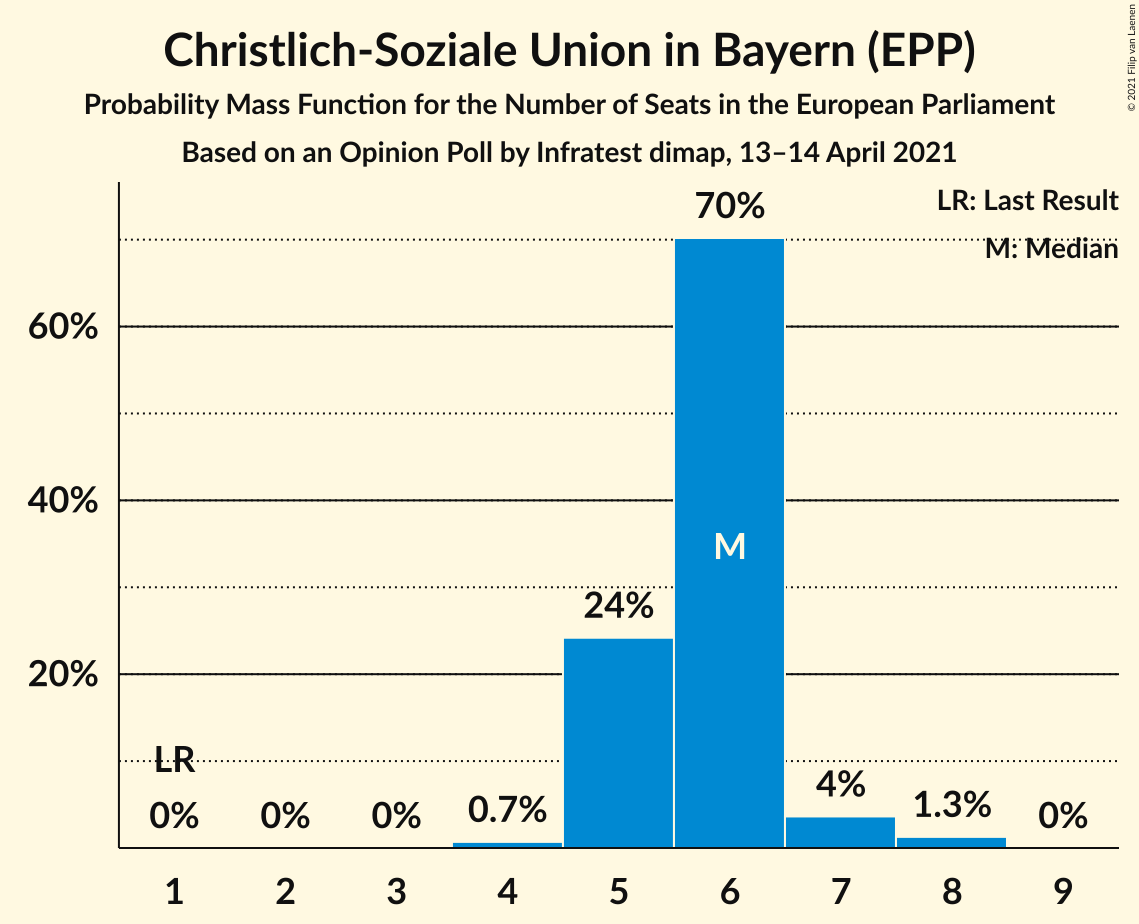 Christlich-Soziale Union in Bayern (EPP)
Probability Mass Function for the Number of Seats in the European Parliament
Based on an Opinion Poll by Infratest dimap, 13–14 April 2021
© 2021 Filip van Laenen
LR: Last Result
M: Median
70%
60%
40%
M
24%
20%
LR
0%
0%
0%
0.7%
4%
1.3%
0%
1 2 3 4 5 6 7 8 9